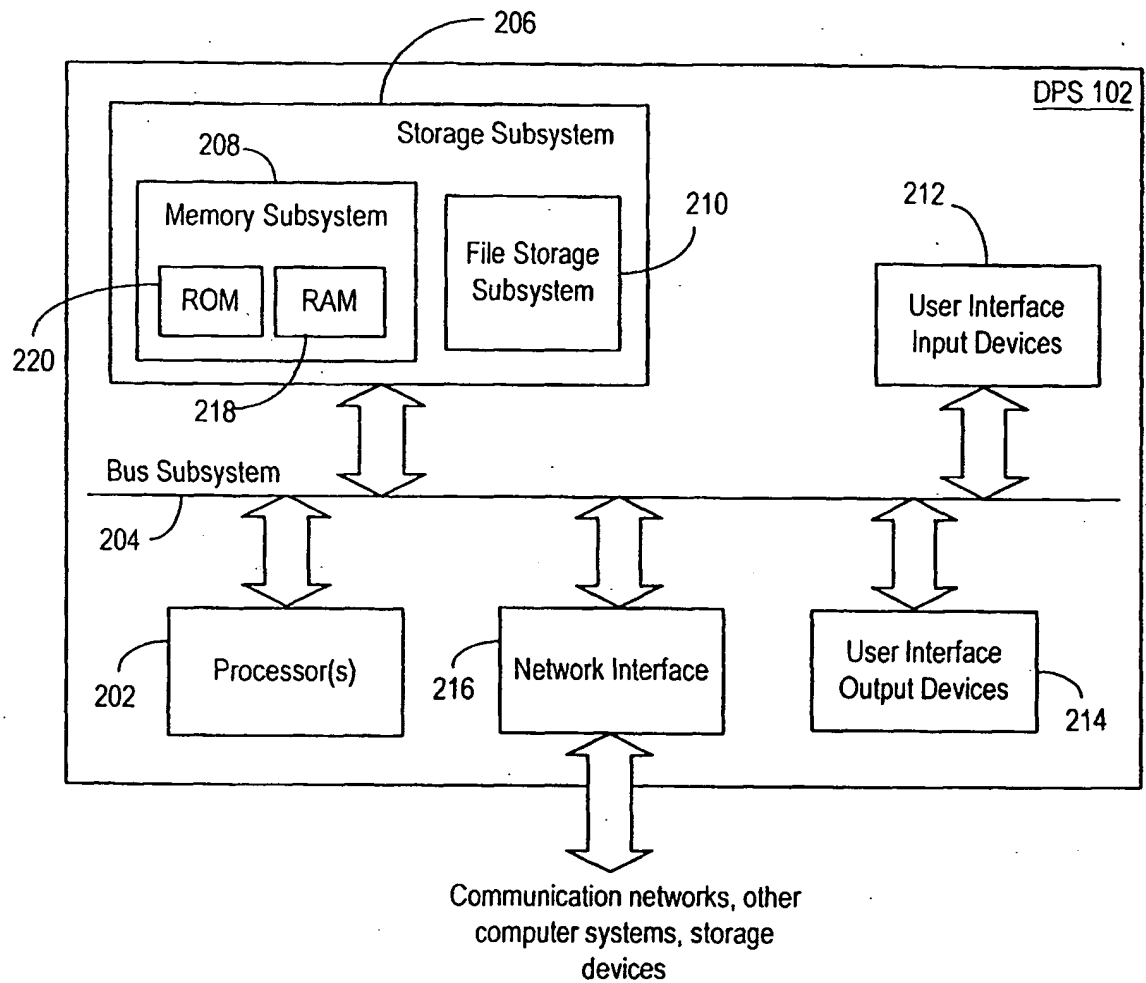 206
DPS 102
Storage Subsystem
208
Memory Subsystem
210
212
File Storage
Subsystem
ROM
RAM
User Interface
Input Devices
220
218
Bus Subsystem
204
Processor(s)
Network Interface
User Interface
Output Devices
202
216
214
Communication networks, other
computer systems, storage
devices